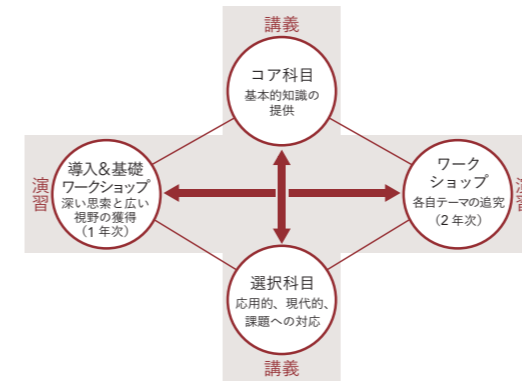 講義
コア科目
基本的知識の
提供
演習
導入&基礎
ワークショップ
深い思索と広い
視野の獲得
(1年次)
ワーク
ショップ
各自テーマの追究
(2年次)
演習
選択科目
応用的、現代的、
課題への対応
講義